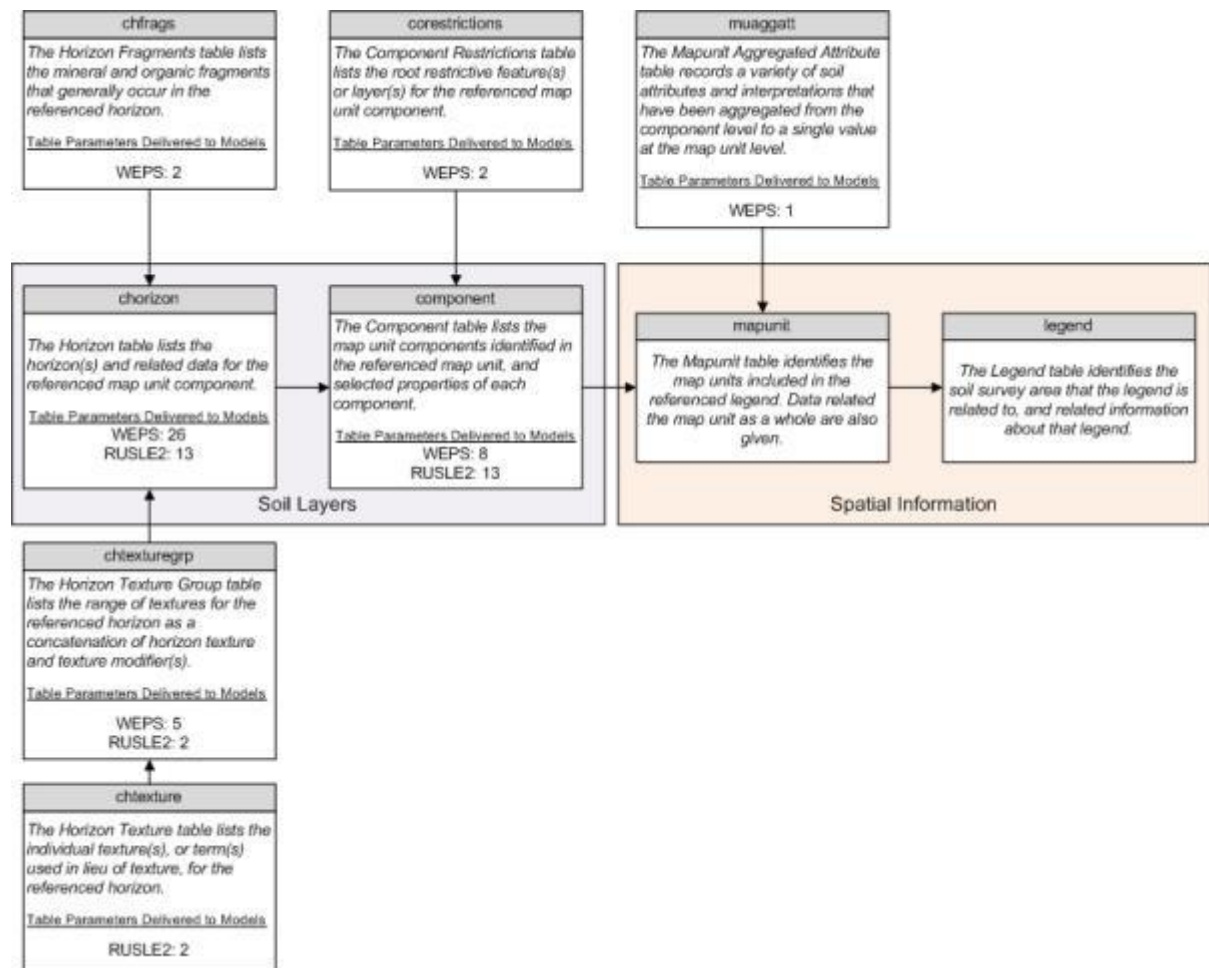 chfrags
The Horizon Fragments table lists
the mineral and organic fragments
that generally occur in the
referenced horizon.
Table Parameters Delivered to Models
WEPS: 2
corestrictions
The Component Restrictions table
lists the root restrictive feature(s)
or layer(s) for the referenced map
unit component.
Table Parameters Delivered to Models
WEPS: 2
muaggatt
The Mapunit Aggregated Attribute
table records a variety of soil
attributes and interpretations that
have been aggregated from the
component level to a single value
at the map unit level.
Table Parameters Delivered to Models
WEPS: 1
chorizon
The Horizon table lists the
horizon(s) and related data for the
referenced map unit component.
Table Parameters Delivered to Models
WEPS: 26
RUSLE2: 13
component
The Component table lists the
map unit components identified in
the referenced map unit, and
selected properties of each
component.
Table Parameters Delivered to Models
WEPS: 8
RUSLE2: 13
Soil Layers
mapunit
The Mapunit table identifies the
map units included in the
referenced legend. Data related
the map unit as a whole are also
given.
legend
The Legend table identifies the
soil survey area that the legend is
related to, and related information
about that legend.
Spatial Information
chtexturegrp
The Horizon Texture Group table
lists the range of textures for the
referenced horizon as a
concatenation of horizon texture
and texture modifier(s).
Table Parameters Delivered to Models
WEPS: 5
RUSLE2: 2
chtexture
The Horizon Texture table lists the
individual texture(s), or term(s)
used in lieu of texture, for the
referenced horizon.
Table Parameters Delivered to Models
RUSLE2: 2